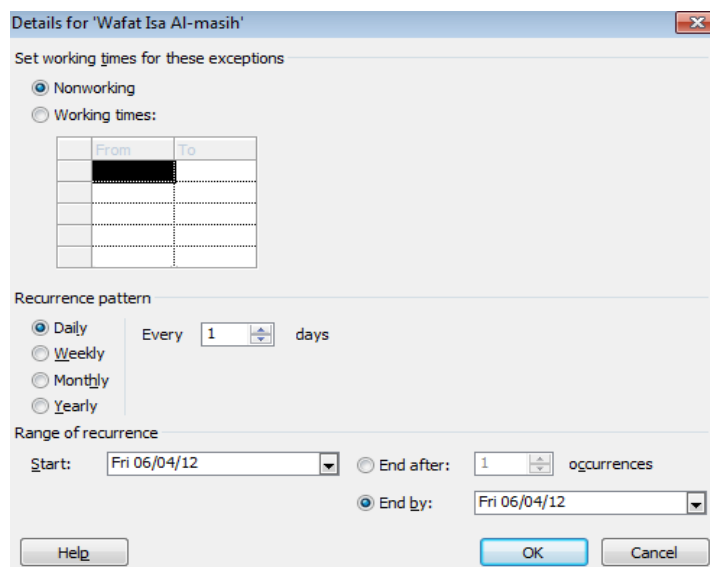 Details for 'Wafat Isa Al-masih'
Set working times for these exceptions
Nonworking
Working times:
From To
Recurrence pattern
Daily
Every 1 days
Weekly
Monthly
Yearly
Range of recurrence
Start: Fri 06/04/12 End after: 1 occurrences
End by: Fri 06/04/12
Help OK Cancel